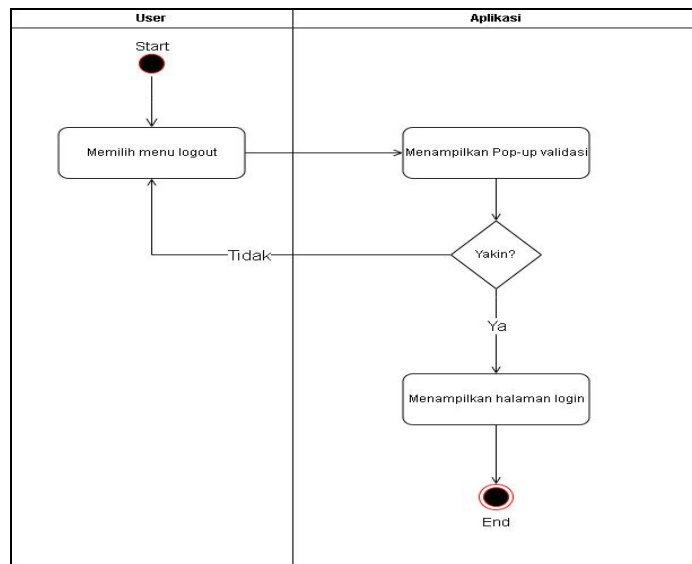 User
Aplikasi
Start
Memilih menu logout
Menampilkan Pop-up validasi
Yakin?
Tidak
Ya
Menampilkan halaman login
End